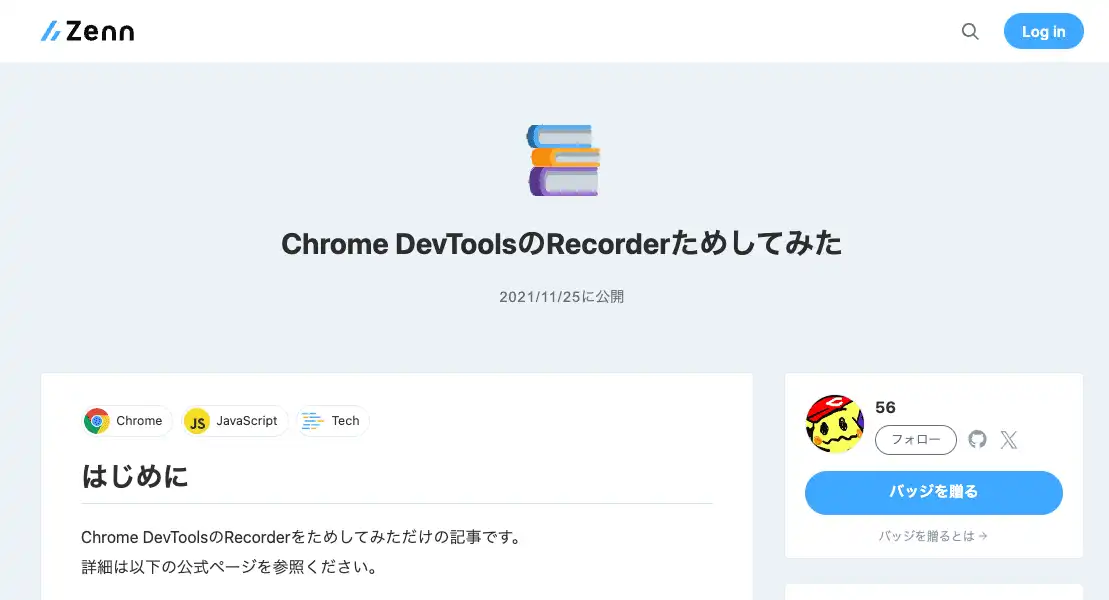 Zenn
Log in
Chrome DevToolsのRecorderためしてみた
2021/11/25に公開
Chrome
JS
JavaScript
Tech
はじめに
Chrome DevToolsのRecorderをためしてみただけの記事です。
詳細は以下の公式ページを参照ください。
56
フォロー
バッジを贈る
バッジを贈るとは →